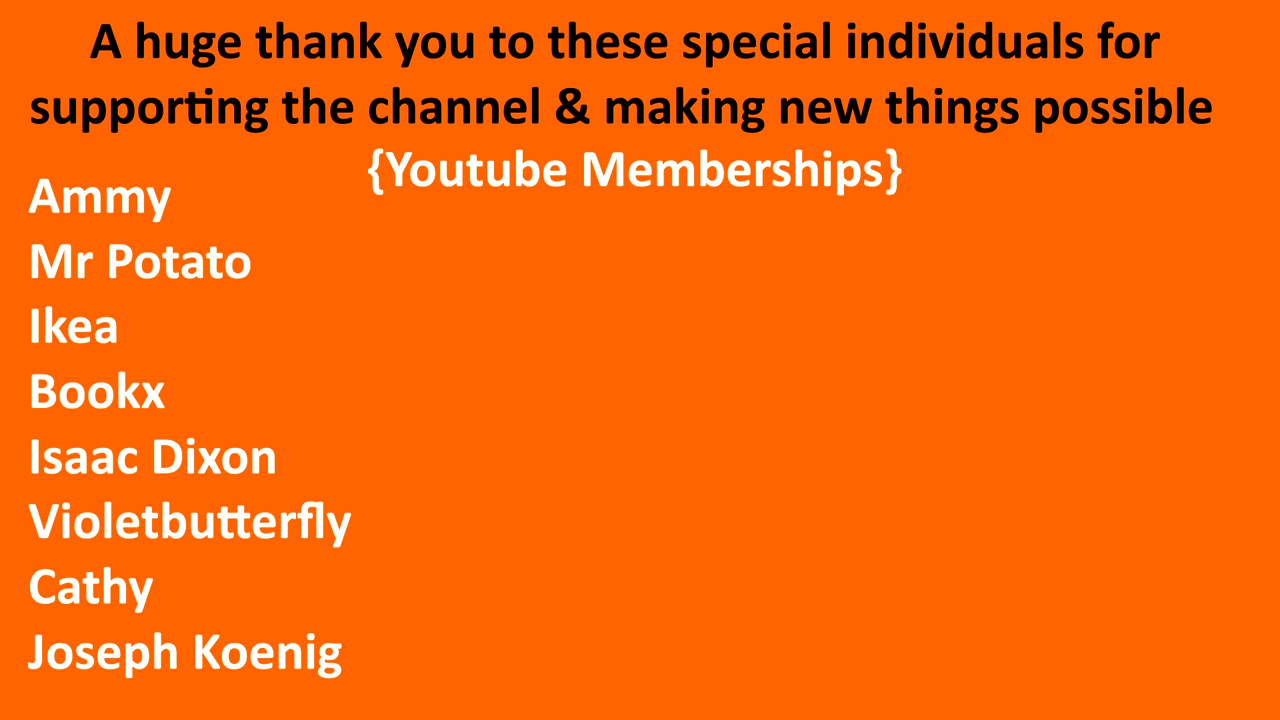 A huge thank you to these special individuals for
supporting the channel & making new things possible
{Youtube Memberships}
Ammy
Mr Potato
Ikea
Bookx
Isaac Dixon
Violetbutterfly
Cathy
Joseph Koenig